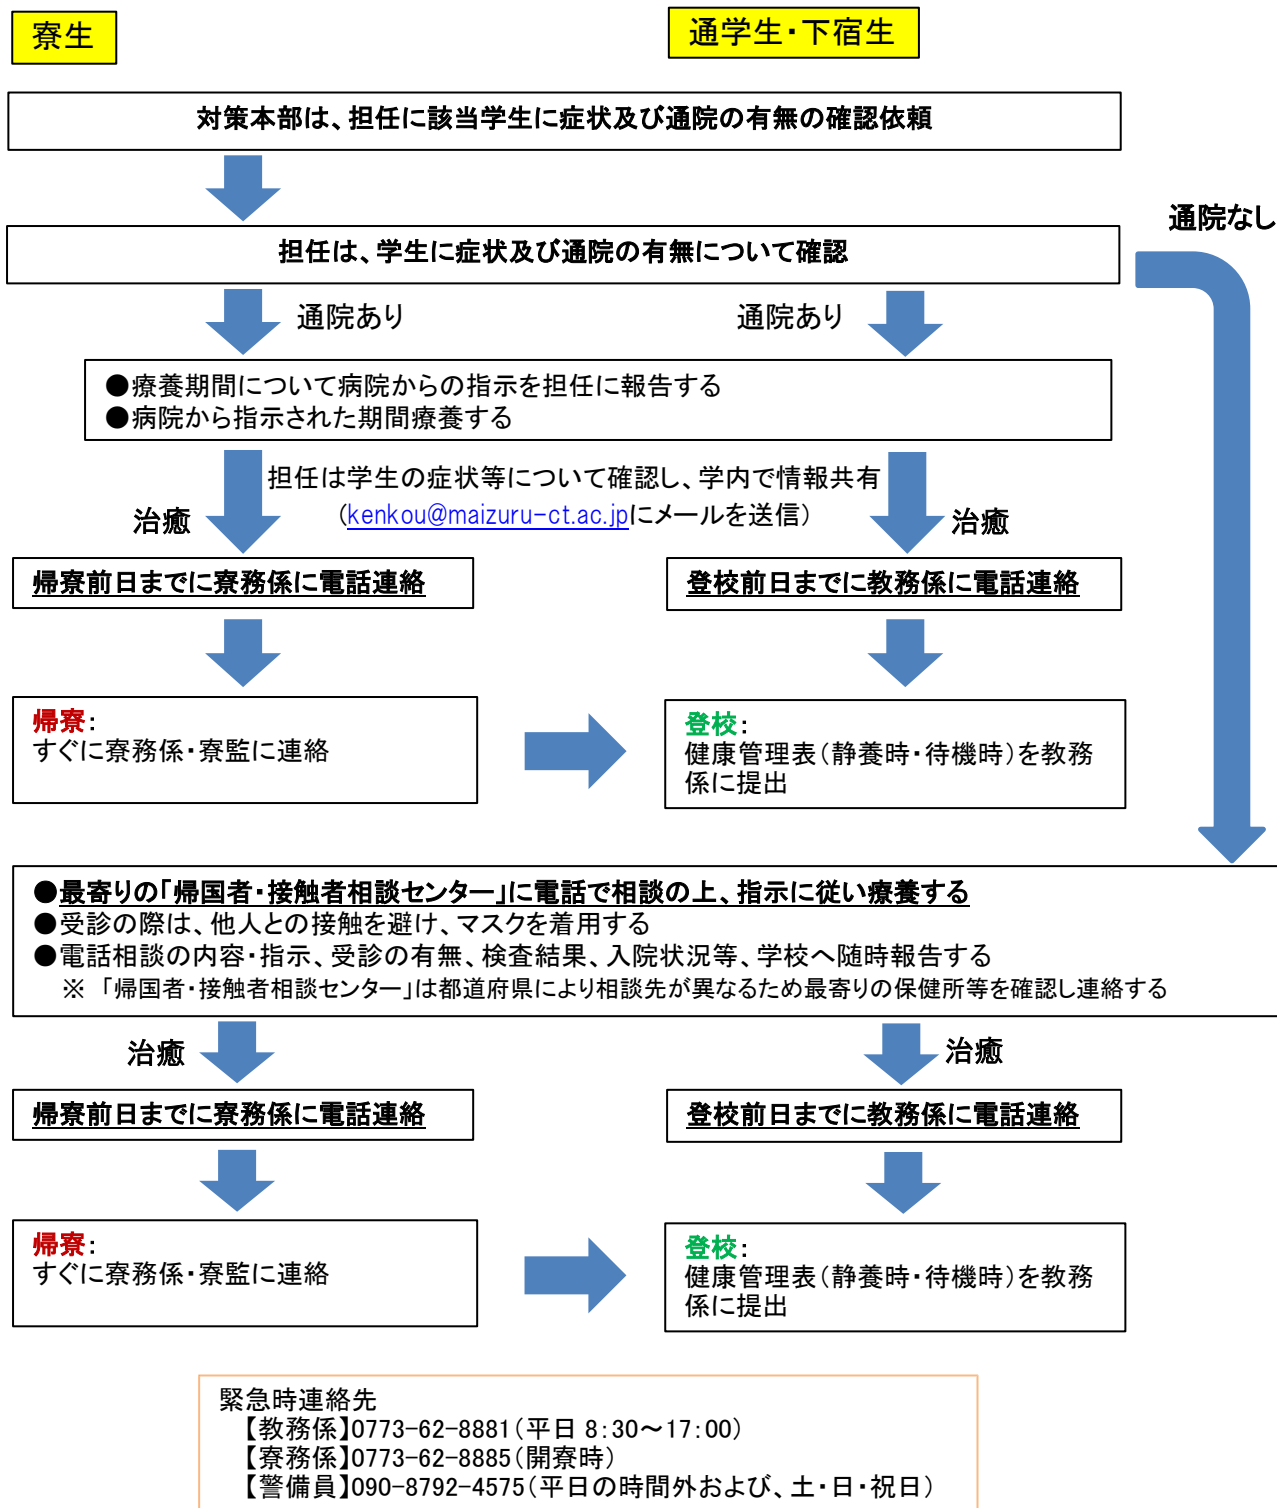 寮生
通学生・下宿生
対策本部は、担任に該当学生に症状及び通院の有無の確認依頼
通院なし
担任は、学生に症状及び通院の有無について確認
通院あり
通院あり
●療養期間について病院からの指示を担任に報告する
●病院から指示された期間療養する
担任は学生の症状等について確認し、学内で情報共有
(kenkou@maizuru-ct.ac.jpにメールを送信)
治癒
治癒
帰寮前日までに寮務係に電話連絡
登校前日までに教務係に電話連絡
帰寮:
すぐに寮務係・寮監に連絡
登校:
健康管理表(静養時・待機時)を教務
係に提出
●最寄りの「帰国者・接触者相談センター」に電話で相談の上、指示に従い療養する
●受診の際は、他人との接触を避け、マスクを着用する
●電話相談の内容・指示、受診の有無、検査結果、入院状況等、学校へ随時報告する
※ 「帰国者・接触者相談センター」は都道府県により相談先が異なるため最寄りの保健所等を確認し連絡する
治癒
治癒
帰寮前日までに寮務係に電話連絡
登校前日までに教務係に電話連絡
帰寮:
すぐに寮務係・寮監に連絡
登校:
健康管理表(静養時・待機時)を教務
係に提出
緊急時連絡先
【教務係】0773-62-8881(平日 8:30～17:00)
【寮務係】0773-62-8885(開寮時)
【警備員】090-8792-4575(平日の時間外および、土・日・祝日)